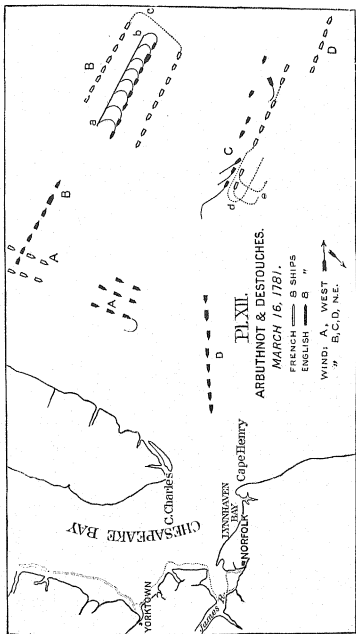 Pl.XII.
ARBUTHNOT & DESTOUCHES.
MARCH 16, 1781.
FRENCH 8 SHIPS
ENGLISH 8 "
WIND; A, WEST
" B, C, D, N.E.
A
A
B
B
a
b
c
C
d
e
D
D
CHESAPEAKE BAY
C. Charles
Cape Henry
LYNNHAVEN
BAY
NORFOLK
James R.
YORKTOWN